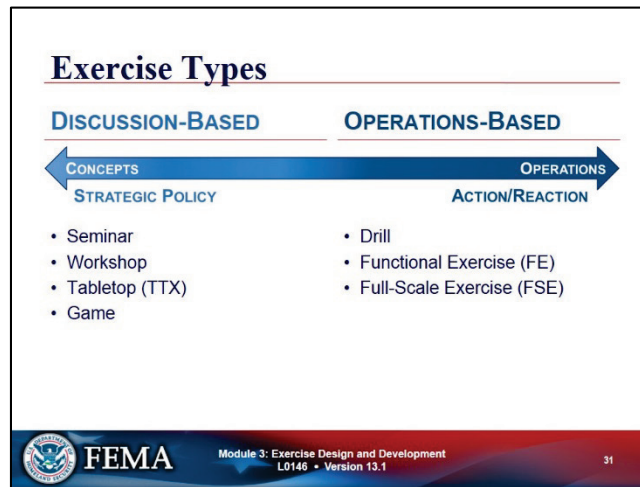 Exercise Types
DISCUSSION-BASED
OPERATIONS-BASED
CONCEPTS
OPERATIONS
STRATEGIC POLICY
ACTION/REACTION
• Seminar
• Workshop
• Tabletop (TTX)
• Game
• Drill
• Functional Exercise (FE)
• Full-Scale Exercise (FSE)
FEMA
Module 3: Exercise Design and Development
L0146 • Version 13.1
31